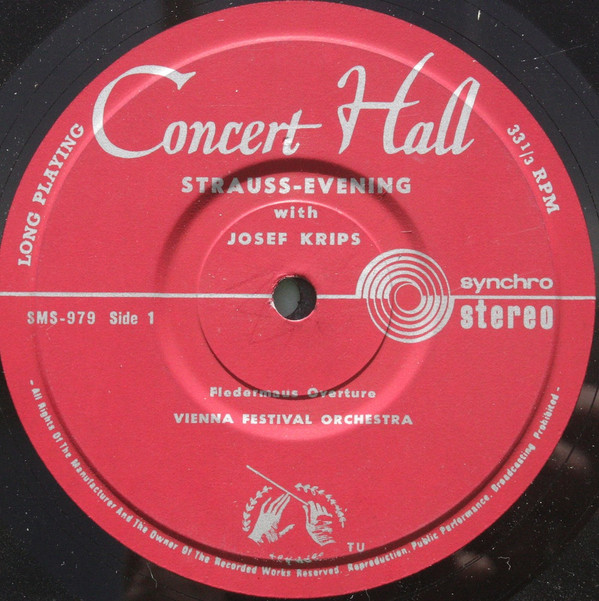 Concert Hall
LONG PLAYING
33 1/3 RPM
STRAUSS-EVENING
with
JOSEF KRIPS
synchro
stereo
SMS-979 Side 1
Fledermaus Overture
VIENNA FESTIVAL ORCHESTRA
TU
- All Rights Of The Manufacturer And The Owner Of The Recorded Works Reserved. Reproduction, Public Performance, Broadcasting Prohibited -